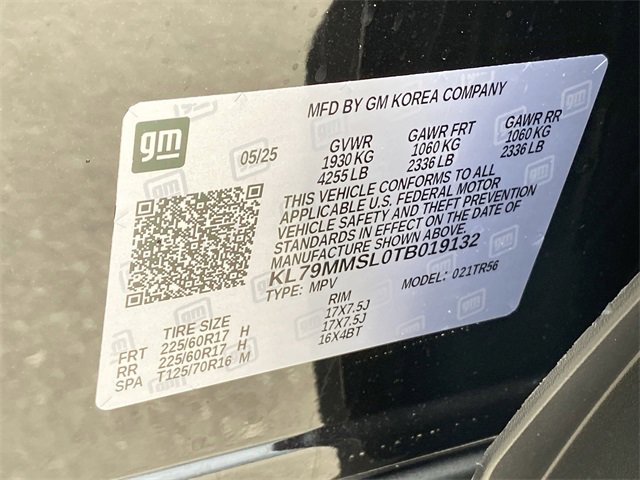 MFD BY GM KOREA COMPANY
gm
05/25
GVWR
1930 KG
4255 LB
GAWR FRT
1060 KG
2336 LB
GAWR RR
1060 KG
2336 LB
THIS VEHICLE CONFORMS TO ALL
APPLICABLE U.S. FEDERAL MOTOR
VEHICLE SAFETY AND THEFT PREVENTION
STANDARDS IN EFFECT ON THE DATE OF
MANUFACTURE SHOWN ABOVE.
KL79MMSL0TB019132
TYPE: MPV
MODEL: 021TR56
TIRE SIZE RIM
FRT 225/60R17 H 17X7.5J
RR 225/60R17 H 17X7.5J
SPA T125/70R16 M 16X4BT